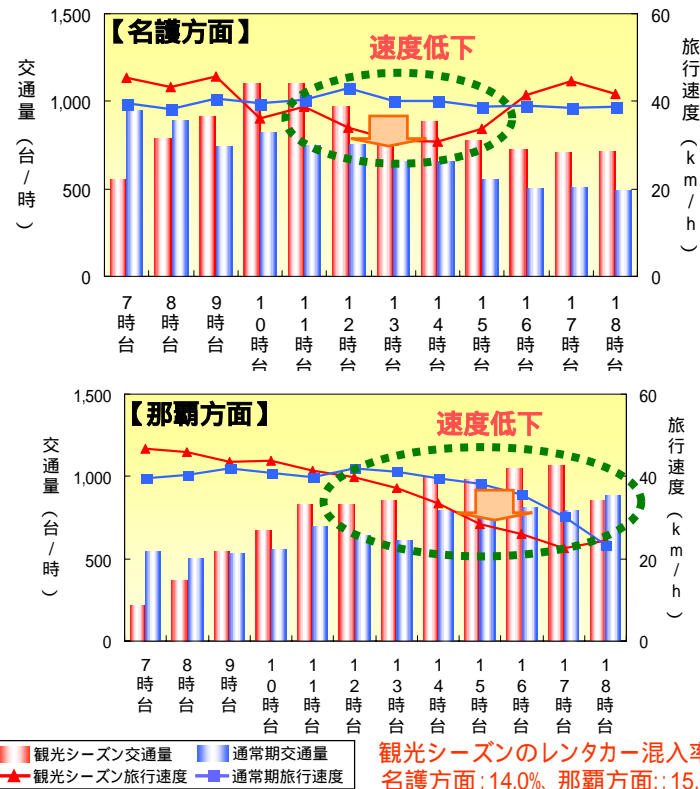 【名護方面】
速度低下
交通量（台/時）
旅行速度（km/h）
1,500
1,000
500
0
60
40
20
0
7時台
8時台
9時台
10時台
11時台
12時台
13時台
14時台
15時台
16時台
17時台
18時台
【那覇方面】
速度低下
交通量（台/時）
旅行速度（km/h）
1,500
1,000
500
0
60
40
20
0
7時台
8時台
9時台
10時台
11時台
12時台
13時台
14時台
15時台
16時台
17時台
18時台
観光シーズン交通量
通常期交通量
観光シーズン旅行速度
通常期旅行速度
観光シーズンのレンタカー混入率
名護方面:14.0%、那覇方面::15.